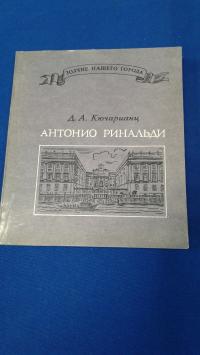 ЗОДЧИЕ НАШЕГО ГОРОДА
Д. А. Кючарианц
АНТОНИО РИНАЛЬДИ